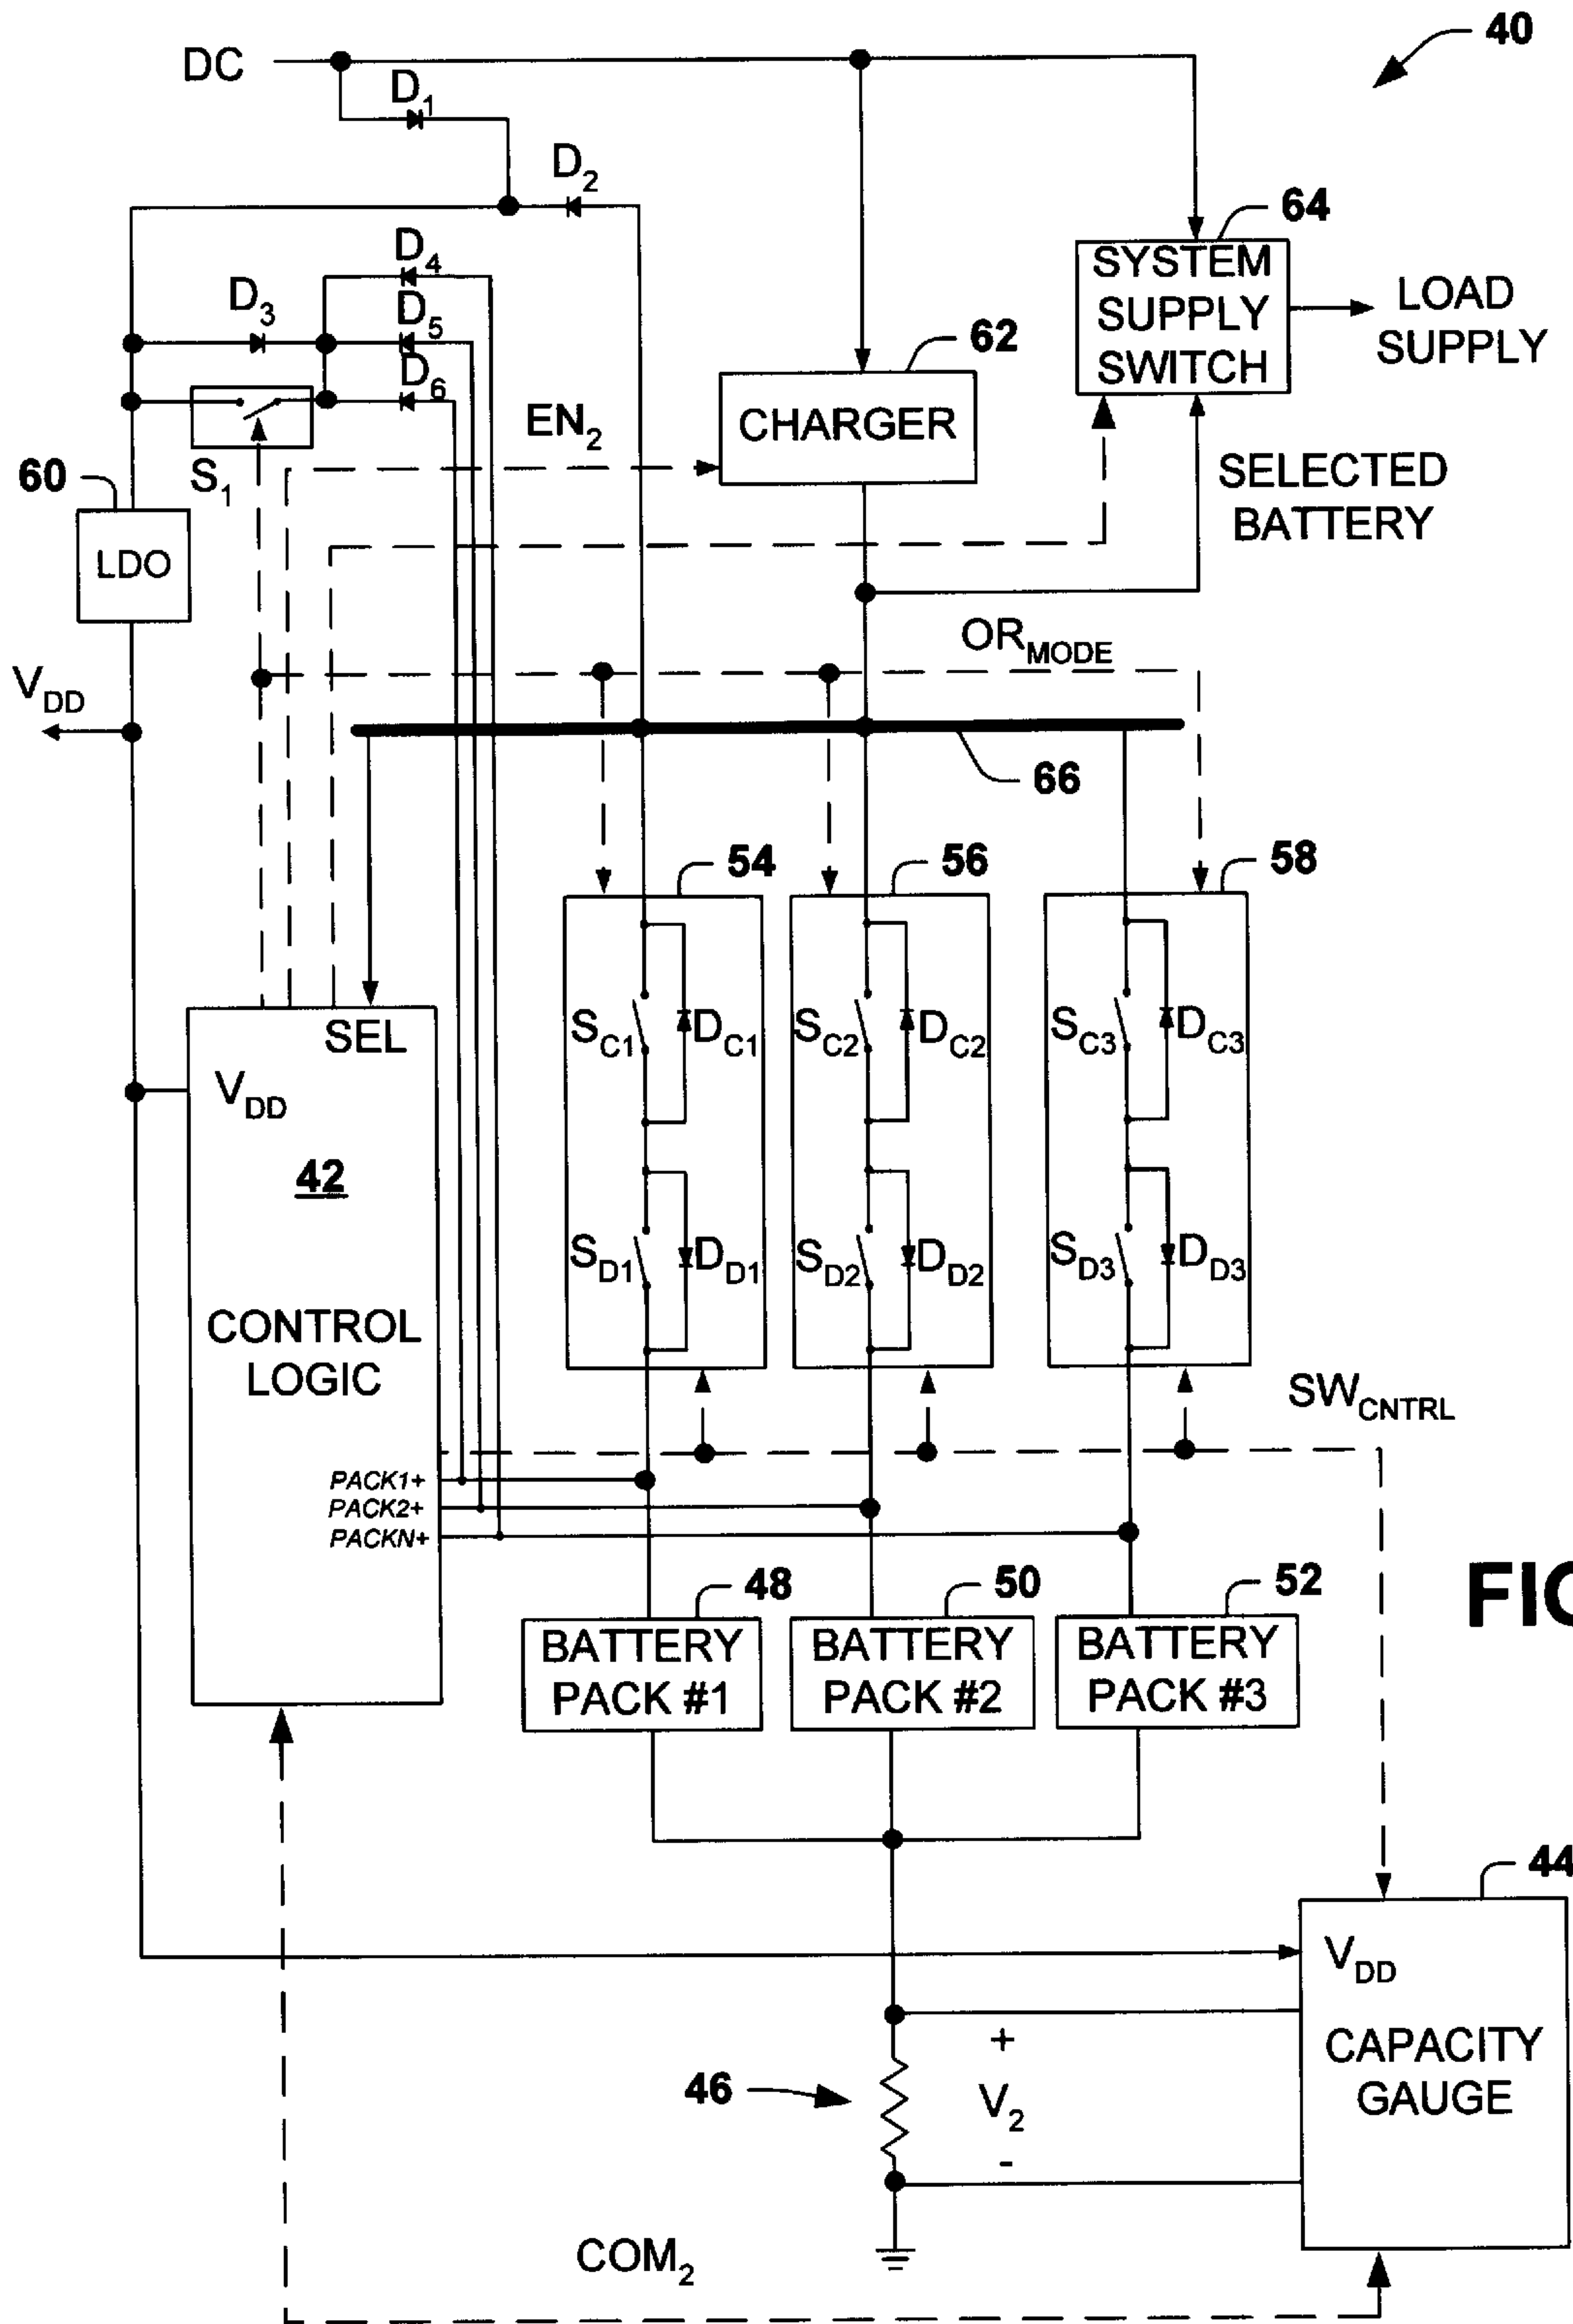 40
DC
D1
D2
64
SYSTEM
SUPPLY
SWITCH
LOAD
SUPPLY
D4
D3
D5
D6
62
CHARGER
EN2
S1
60
LDO
SELECTED
BATTERY
ORMODE
VDD
66
54
56
58
SC1
DC1
SC2
DC2
SC3
DC3
SEL
VDD
42
SD1
DD1
SD2
DD2
SD3
DD3
CONTROL
LOGIC
SWCNTRL
PACK1+
PACK2+
PACKN+
48
50
52
FIG
BATTERY
PACK #1
BATTERY
PACK #2
BATTERY
PACK #3
44
VDD
CAPACITY
GAUGE
46
+
V2
-
COM2